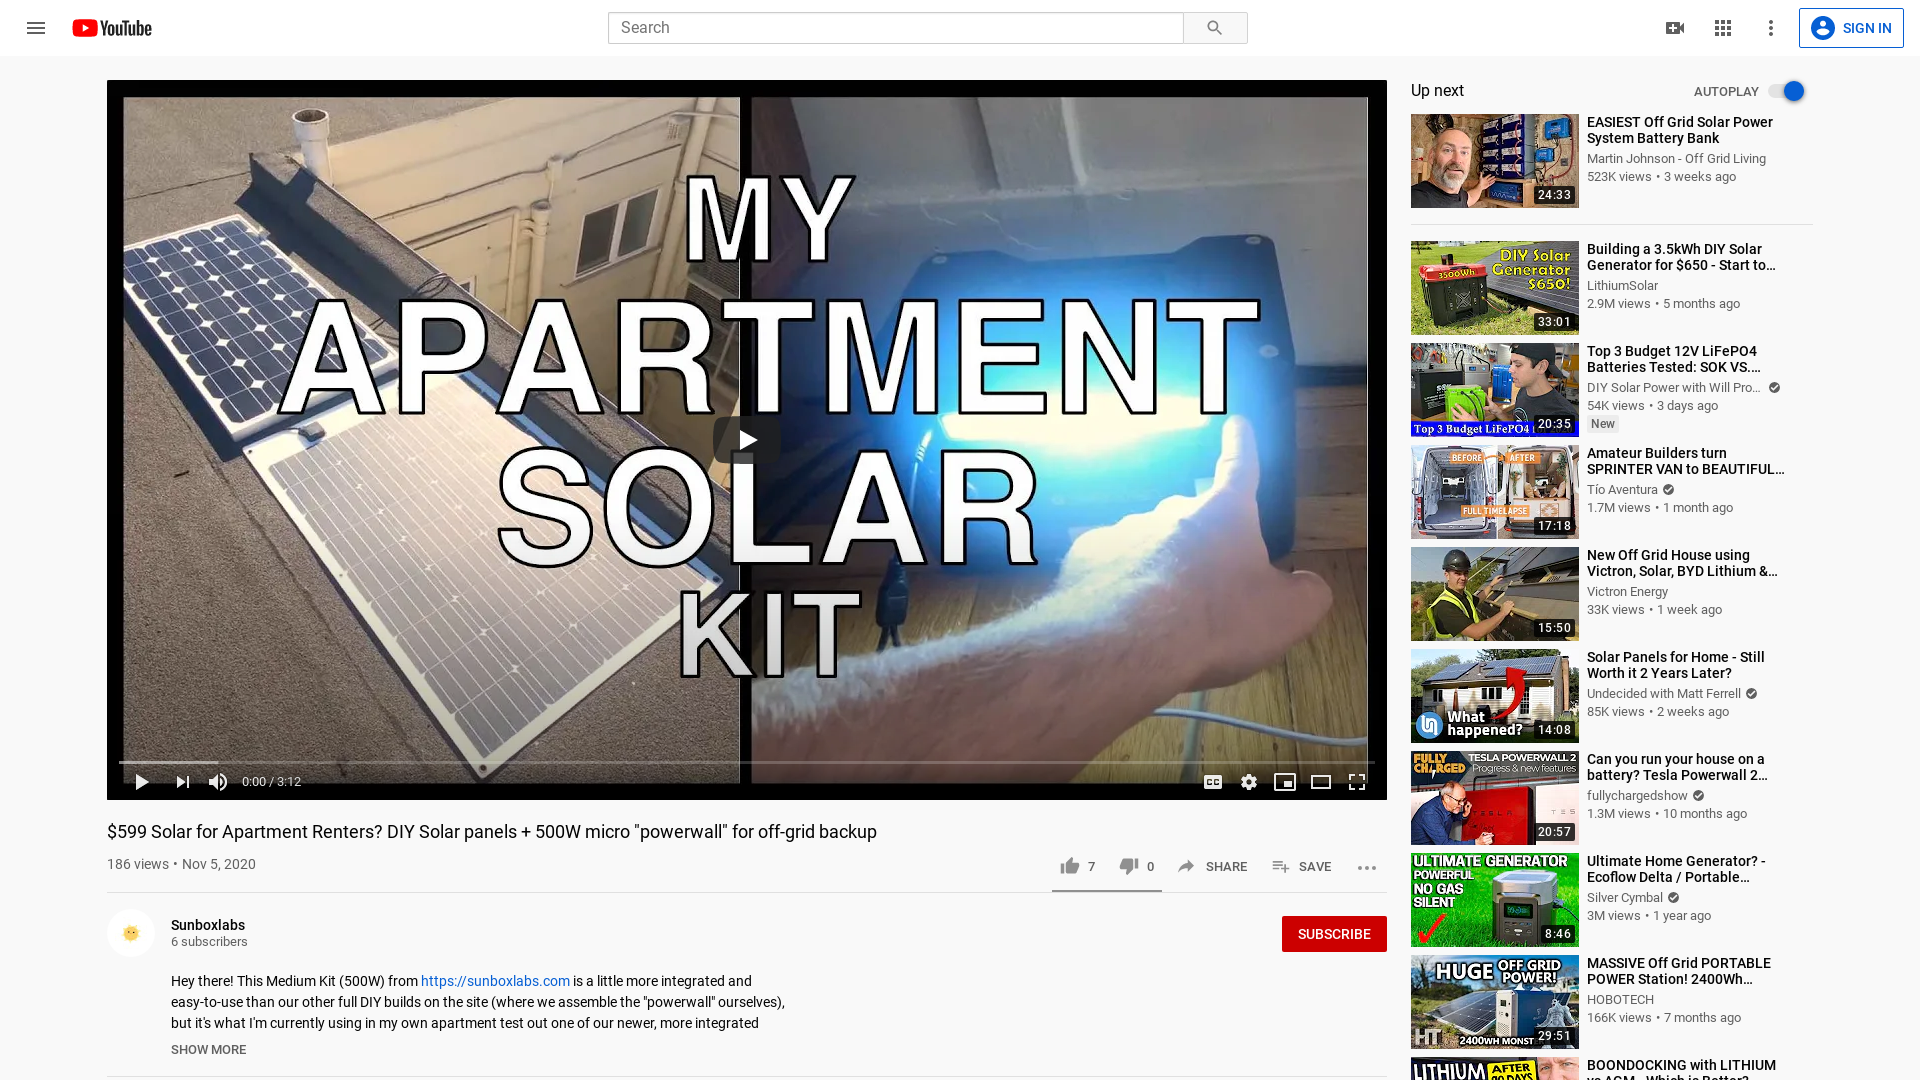 YouTube
Search
SIGN IN
MY
APARTMENT
SOLAR
KIT
0:00 / 3:12
CC
$599 Solar for Apartment Renters? DIY Solar panels + 500W micro "powerwall" for off-grid backup
186 views • Nov 5, 2020
7
0
SHARE
SAVE
Sunboxlabs
6 subscribers
SUBSCRIBE
Hey there! This Medium Kit (500W) from https://sunboxlabs.com is a little more integrated and
easy-to-use than our other full DIY builds on the site (where we assemble the "powerwall" ourselves),
but it's what I'm currently using in my own apartment test out one of our newer, more integrated
SHOW MORE
Up next
AUTOPLAY
24:33
EASIEST Off Grid Solar Power
System Battery Bank
Martin Johnson - Off Grid Living
523K views • 3 weeks ago
DIY Solar
Generator
$650!
3500Wh
33:01
Building a 3.5kWh DIY Solar
Generator for $650 - Start to...
LithiumSolar
2.9M views • 5 months ago
SOK
Top 3 Budget LiFePO4
20:35
Top 3 Budget 12V LiFePO4
Batteries Tested: SOK VS....
DIY Solar Power with Will Pro...
54K views • 3 days ago
New
BEFORE
AFTER
FULL TIMELAPSE
17:18
Amateur Builders turn
SPRINTER VAN to BEAUTIFUL...
Tío Aventura
1.7M views • 1 month ago
15:50
New Off Grid House using
Victron, Solar, BYD Lithium &...
Victron Energy
33K views • 1 week ago
What
happened?
14:08
Solar Panels for Home - Still
Worth it 2 Years Later?
Undecided with Matt Ferrell
85K views • 2 weeks ago
FULLY
CHARGED
TESLA POWERWALL 2
Progress & new features
20:57
Can you run your house on a
battery? Tesla Powerwall 2...
fullychargedshow
1.3M views • 10 months ago
ULTIMATE GENERATOR
POWERFUL
NO GAS
SILENT
8:46
Ultimate Home Generator? -
Ecoflow Delta / Portable...
Silver Cymbal
3M views • 1 year ago
HUGE OFF GRID
POWER!
HT
2400WH MONST
29:51
MASSIVE Off Grid PORTABLE
POWER Station! 2400Wh...
HOBOTECH
166K views • 7 months ago
LITHIUM
AFTER
90 DAYS
BOONDOCKING with LITHIUM
vs AGM - Which is Better?